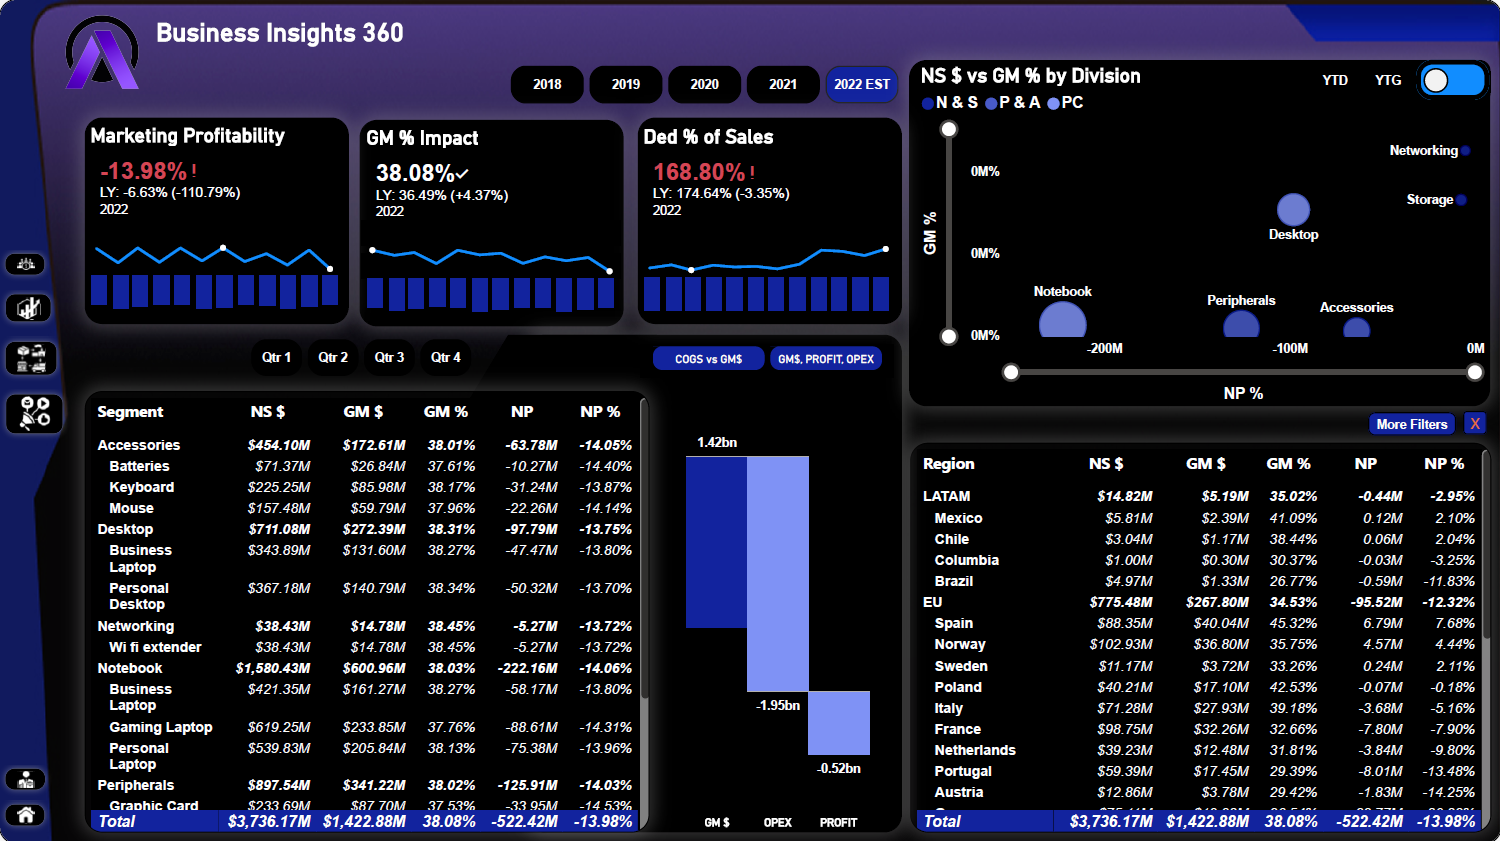 Business Insights 360
2018 2019 2020 2021 2022 EST
Marketing Profitability
-13.98% !
LY: -6.63% (-110.79%)
2022
GM % Impact
38.08%
LY: 36.49% (+4.37%)
2022
Ded % of Sales
168.80% !
LY: 174.64% (-3.35%)
2022
NS $ vs GM % by Division
YTD YTG
N & S P & A PC
GM %
0M%
0M%
0M%
Networking
Storage
Desktop
Notebook
Peripherals
Accessories
-200M -100M 0M
NP %
Qtr 1 Qtr 2 Qtr 3 Qtr 4
COGS vs GM$ GM$, PROFIT, OPEX
More Filters X
Segment NS $ GM $ GM % NP NP %
Accessories $454.10M $172.61M 38.01% -63.78M -14.05%
Batteries $71.37M $26.84M 37.61% -10.27M -14.40%
Keyboard $225.25M $85.98M 38.17% -31.24M -13.87%
Mouse $157.48M $59.79M 37.96% -22.26M -14.14%
Desktop $711.08M $272.39M 38.31% -97.79M -13.75%
Business $343.89M $131.60M 38.27% -47.47M -13.80%
Laptop
Personal $367.18M $140.79M 38.34% -50.32M -13.70%
Desktop
Networking $38.43M $14.78M 38.45% -5.27M -13.72%
Wi fi extender $38.43M $14.78M 38.45% -5.27M -13.72%
Notebook $1,580.43M $600.96M 38.03% -222.16M -14.06%
Business $421.35M $161.27M 38.27% -58.17M -13.80%
Laptop
Gaming Laptop $619.25M $233.85M 37.76% -88.61M -14.31%
Personal $539.83M $205.84M 38.13% -75.38M -13.96%
Laptop
Peripherals $897.54M $341.22M 38.02% -125.91M -14.03%
Graphic Card $233.69M $87.70M 37.53% -33.95M -14.53%
Total $3,736.17M $1,422.88M 38.08% -522.42M -13.98%
1.42bn
-1.95bn
-0.52bn
GM $ OPEX PROFIT
Region NS $ GM $ GM % NP NP %
LATAM $14.82M $5.19M 35.02% -0.44M -2.95%
Mexico $5.81M $2.39M 41.09% 0.12M 2.10%
Chile $3.04M $1.17M 38.44% 0.06M 2.04%
Columbia $1.00M $0.30M 30.37% -0.03M -3.25%
Brazil $4.97M $1.33M 26.77% -0.59M -11.83%
EU $775.48M $267.80M 34.53% -95.52M -12.32%
Spain $88.35M $40.04M 45.32% 6.79M 7.68%
Norway $102.93M $36.80M 35.75% 4.57M 4.44%
Sweden $11.17M $3.72M 33.26% 0.24M 2.11%
Poland $40.21M $17.10M 42.53% -0.07M -0.18%
Italy $71.28M $27.93M 39.18% -3.68M -5.16%
France $98.75M $32.26M 32.66% -7.80M -7.90%
Netherlands $39.23M $12.48M 31.81% -3.84M -9.80%
Portugal $59.39M $17.45M 29.39% -8.01M -13.48%
Austria $12.86M $3.78M 29.42% -1.83M -14.25%
Total $3,736.17M $1,422.88M 38.08% -522.42M -13.98%